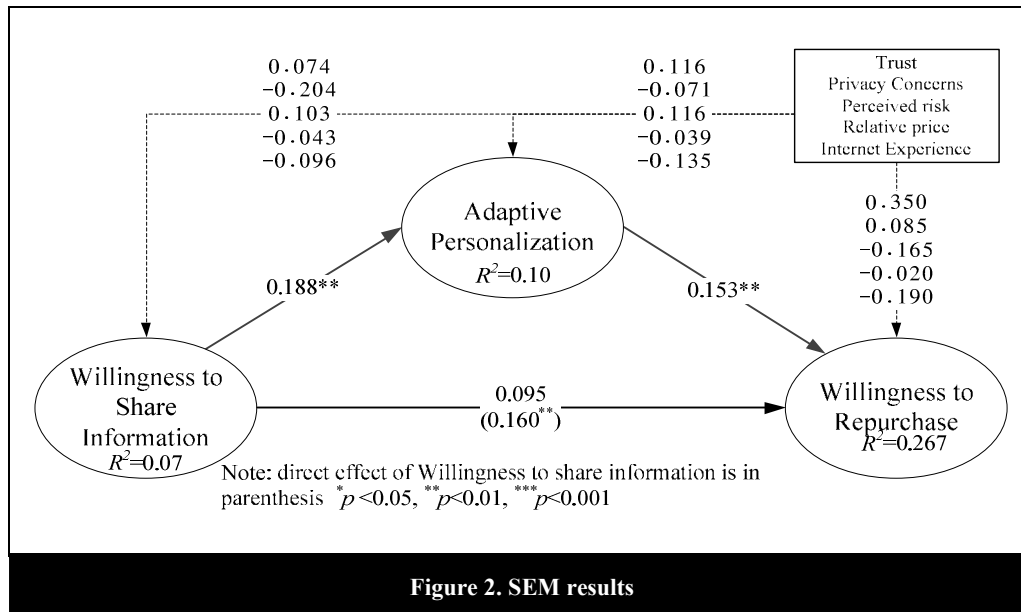 0.074
-0.204
0.103
-0.043
-0.096
0.116
-0.071
0.116
-0.039
-0.135
Trust
Privacy Concerns
Perceived risk
Relative price
Internet Experience
0.350
0.085
-0.165
-0.020
-0.190
Adaptive
Personalization
R²=0.10
0.188**
0.153**
Willingness to
Share
Information
R²=0.07
0.095
(0.160**)
Willingness to
Repurchase
R²=0.267
Note: direct effect of Willingness to share information is in
parenthesis *p <0.05, **p<0.01, ***p<0.001
Figure 2. SEM results